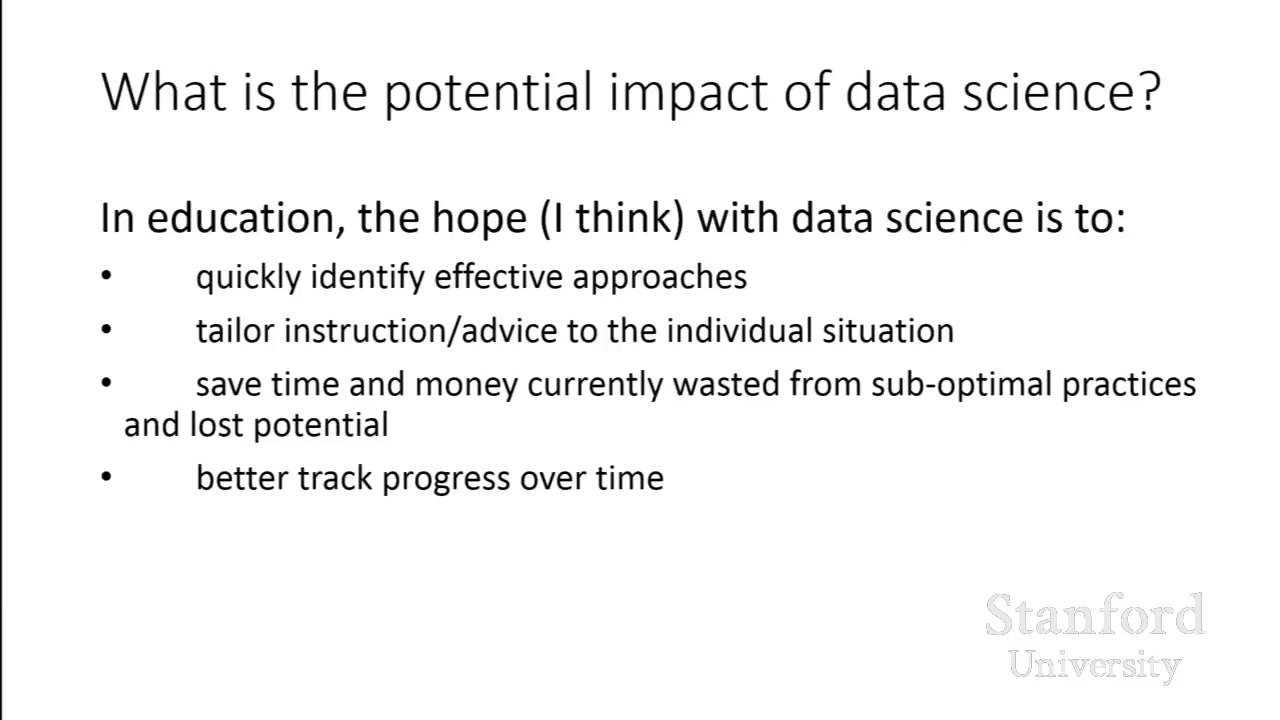 What is the potential impact of data science?
In education, the hope (I think) with data science is to:
• quickly identify effective approaches
• tailor instruction/advice to the individual situation
• save time and money currently wasted from sub-optimal practices
and lost potential
• better track progress over time
Stanford
University